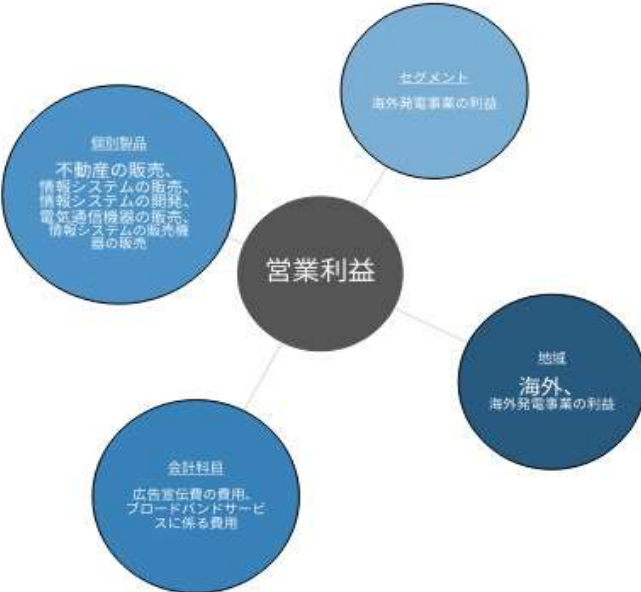 セグメント
海外発電事業の利益
個別製品
不動産の販売、
情報システムの販売、
情報システムの開発、
電気通信機器の販売、
情報システムの販売機
器の販売
営業利益
地域
海外、
海外発電事業の利益
会計科目
広告宣伝費の費用、
ブロードバンドサービ
スに係る費用